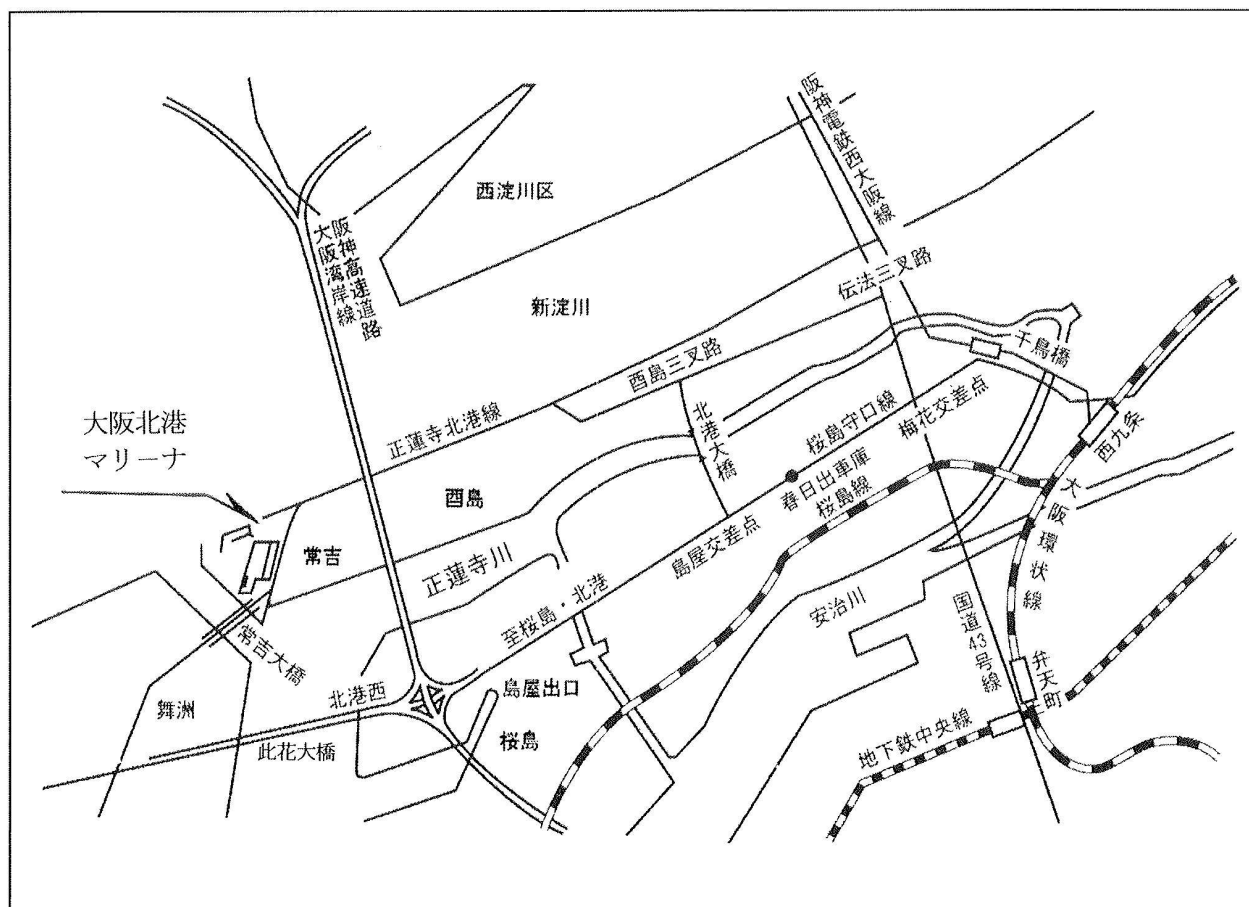 阪神電鉄西大阪線
西淀川区
阪神高速道路
大阪湾岸線
新淀川
伝法三叉路
千鳥橋
酉島三叉路
正蓮寺北港線
北港大橋
桜島守口線
梅花交差点
西九条
大阪北港
マリーナ
酉島
春日出車庫
桜島線
大阪環状線
常吉
正蓮寺川
島屋交差点
至桜島・北港
安治川
国道43号線
常吉大橋
北港西
島屋出口
弁天町
舞洲
此花大橋
桜島
地下鉄中央線